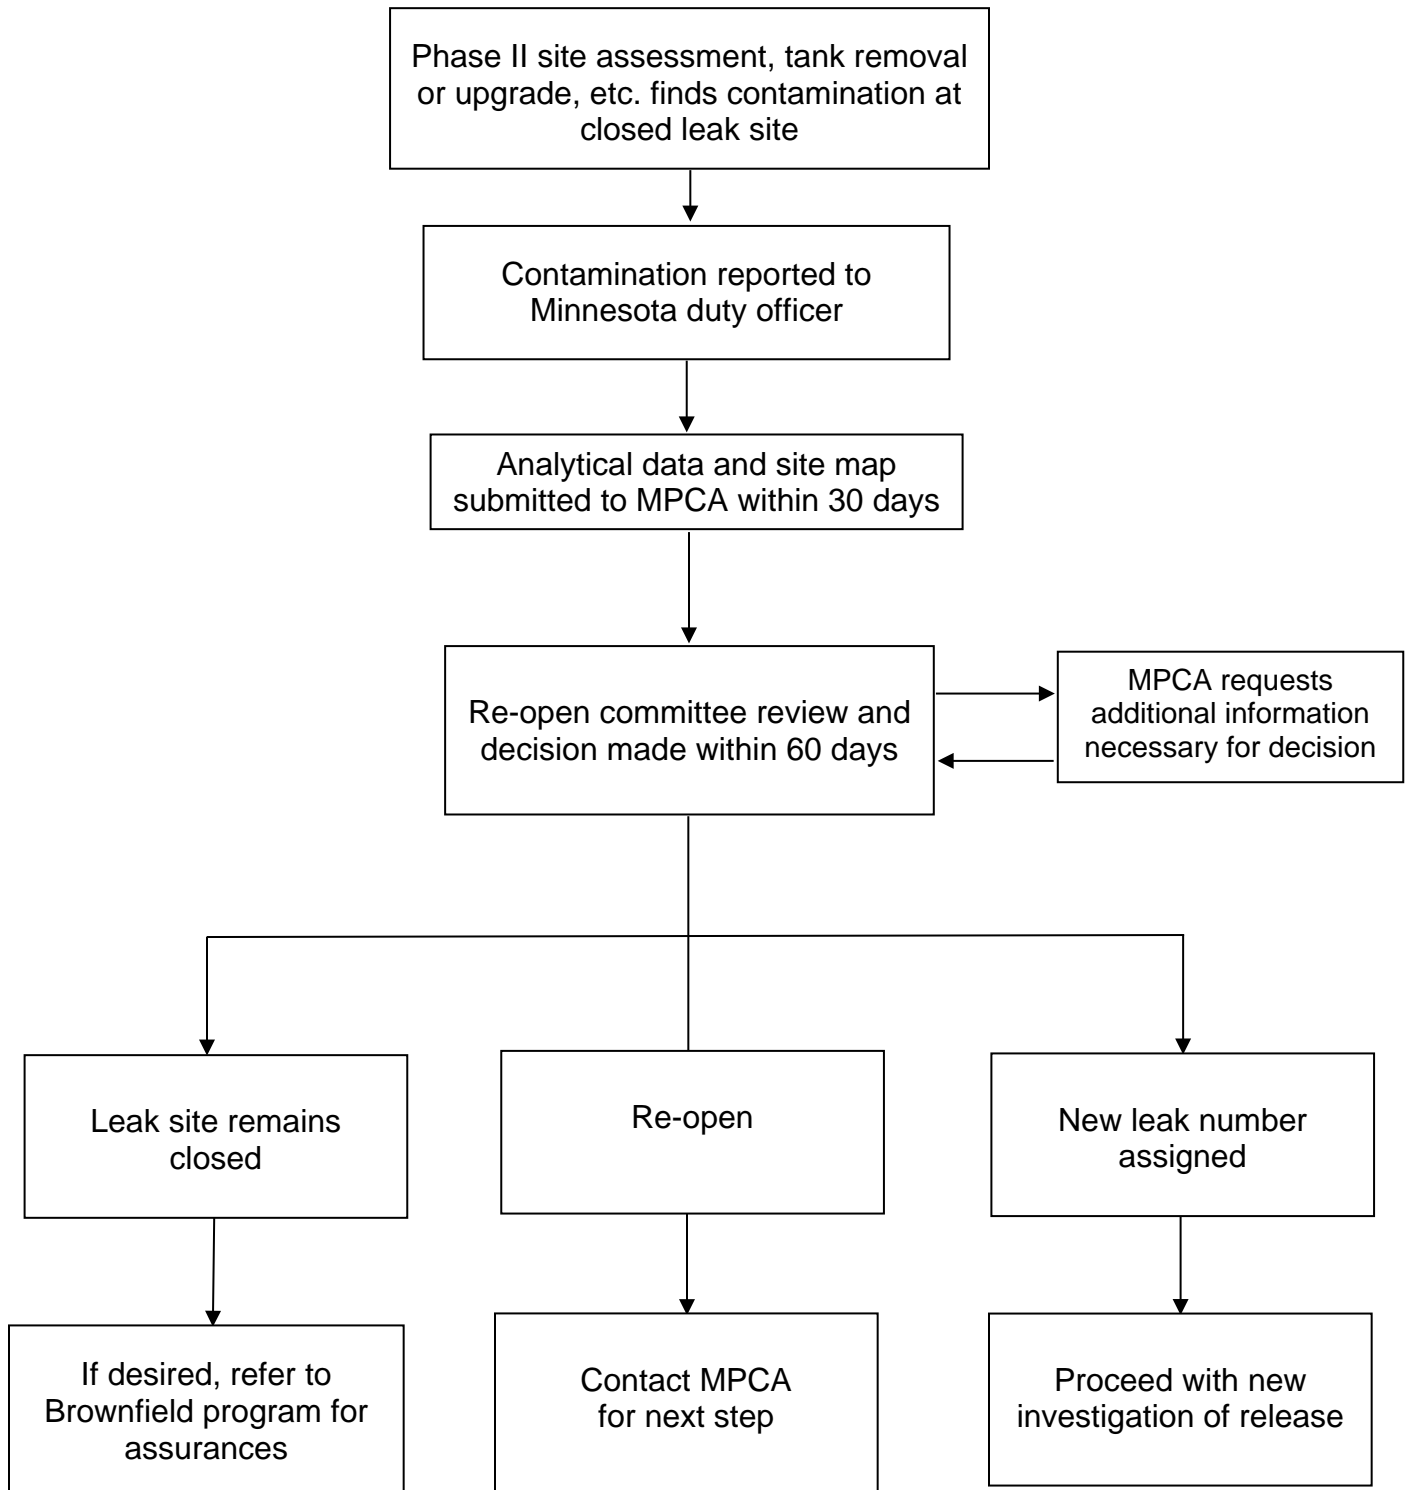 Phase II site assessment, tank removal
or upgrade, etc. finds contamination at
closed leak site
Contamination reported to
Minnesota duty officer
Analytical data and site map
submitted to MPCA within 30 days
Re-open committee review and
decision made within 60 days
MPCA requests
additional information
necessary for decision
Leak site remains
closed
Re-open
New leak number
assigned
If desired, refer to
Brownfield program for
assurances
Contact MPCA
for next step
Proceed with new
investigation of release